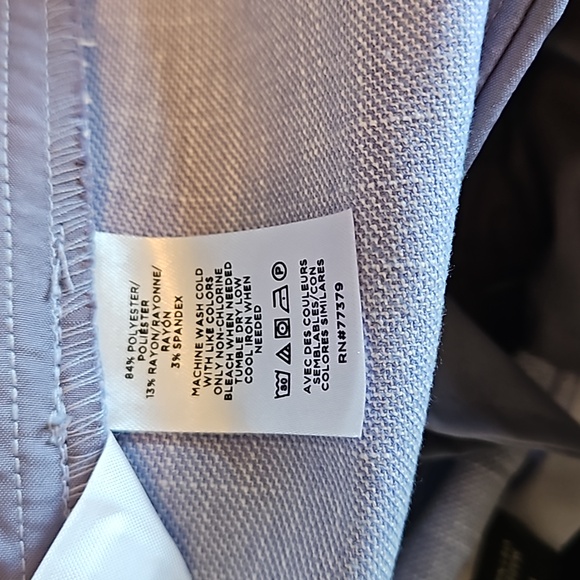 84% POLYESTER/
POLIÉSTER
13% RAYON/RAYONNE/
RAYÓN
3% SPANDEX
MACHINE WASH COLD
WITH LIKE COLORS
ONLY NON-CHLORINE
BLEACH WHEN NEEDED
TUMBLE DRY LOW
COOL IRON WHEN
NEEDED
P
AVEC DES COULEURS
SEMBLABLES/CON
COLORES SIMILARES
RN#77379